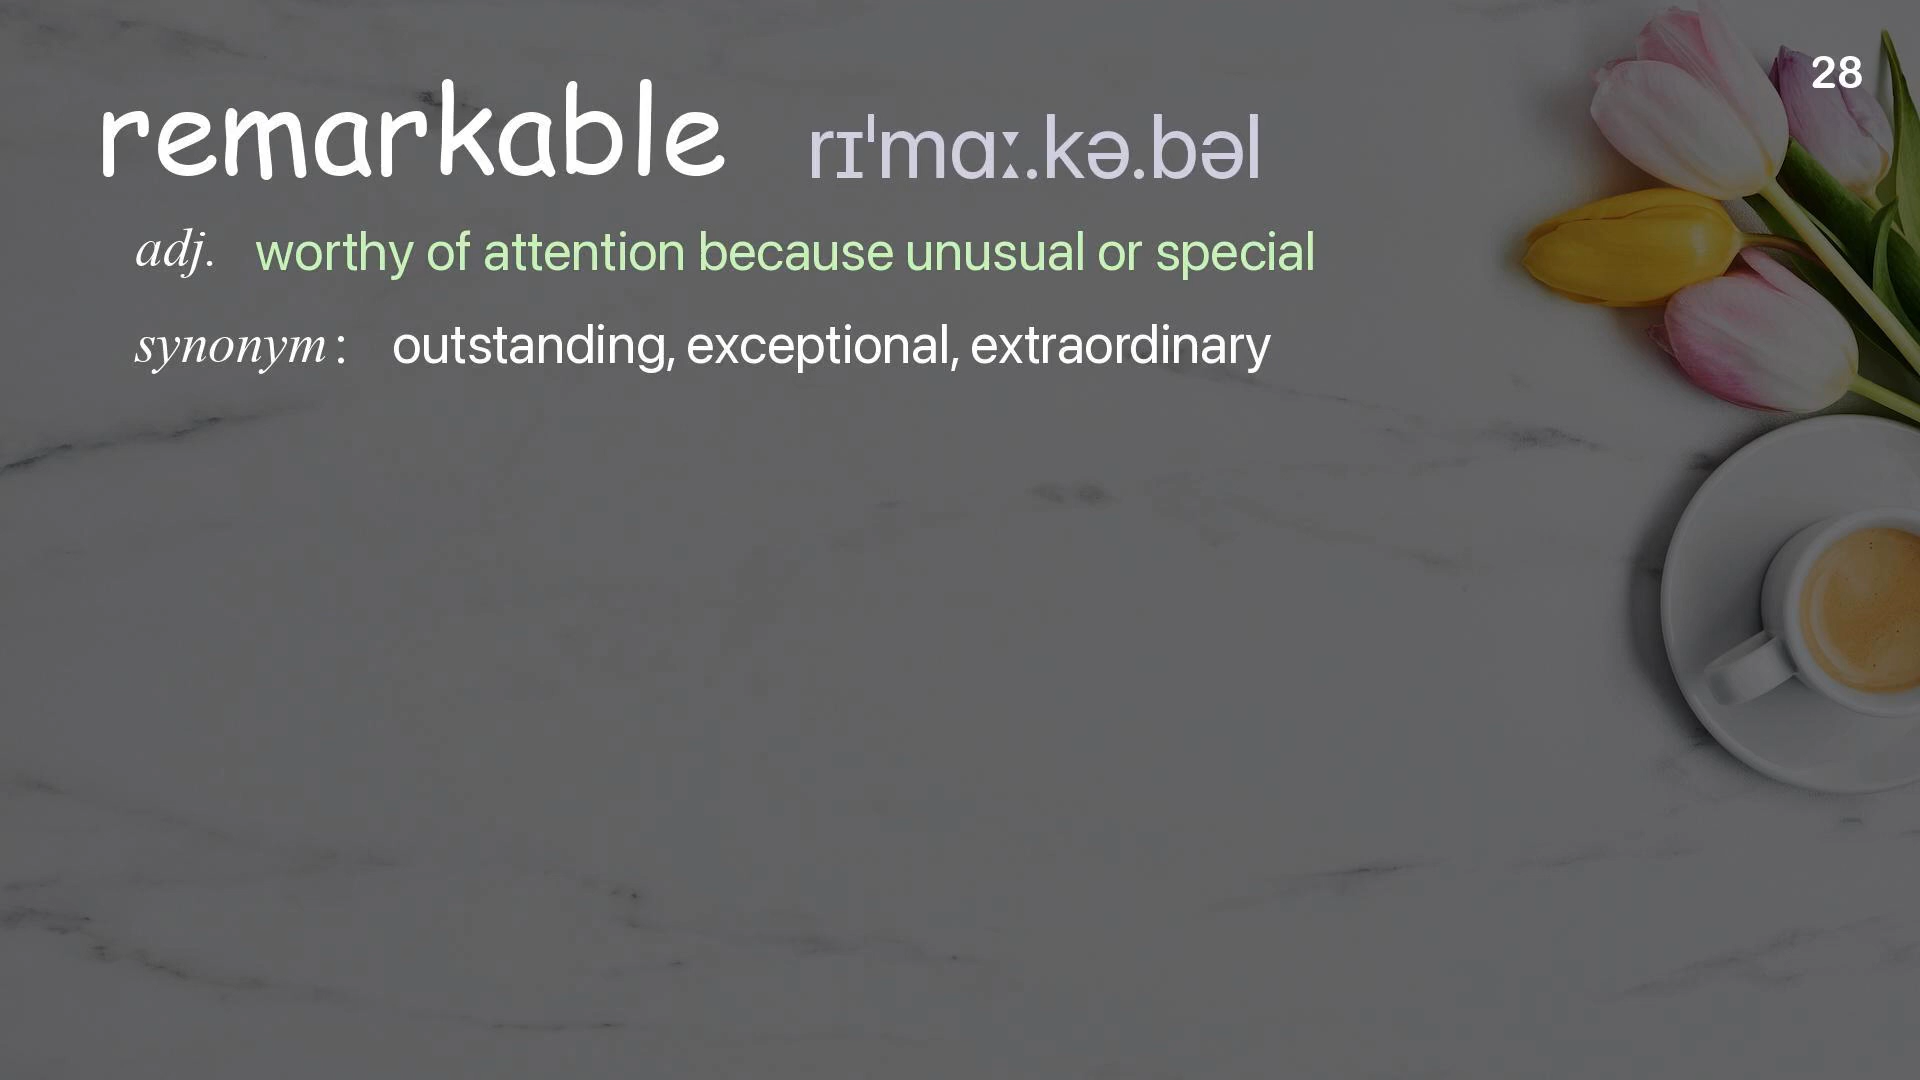 28
remarkable rɪˈmɑː.kə.bəl
adj. worthy of attention because unusual or special
synonym : outstanding, exceptional, extraordinary